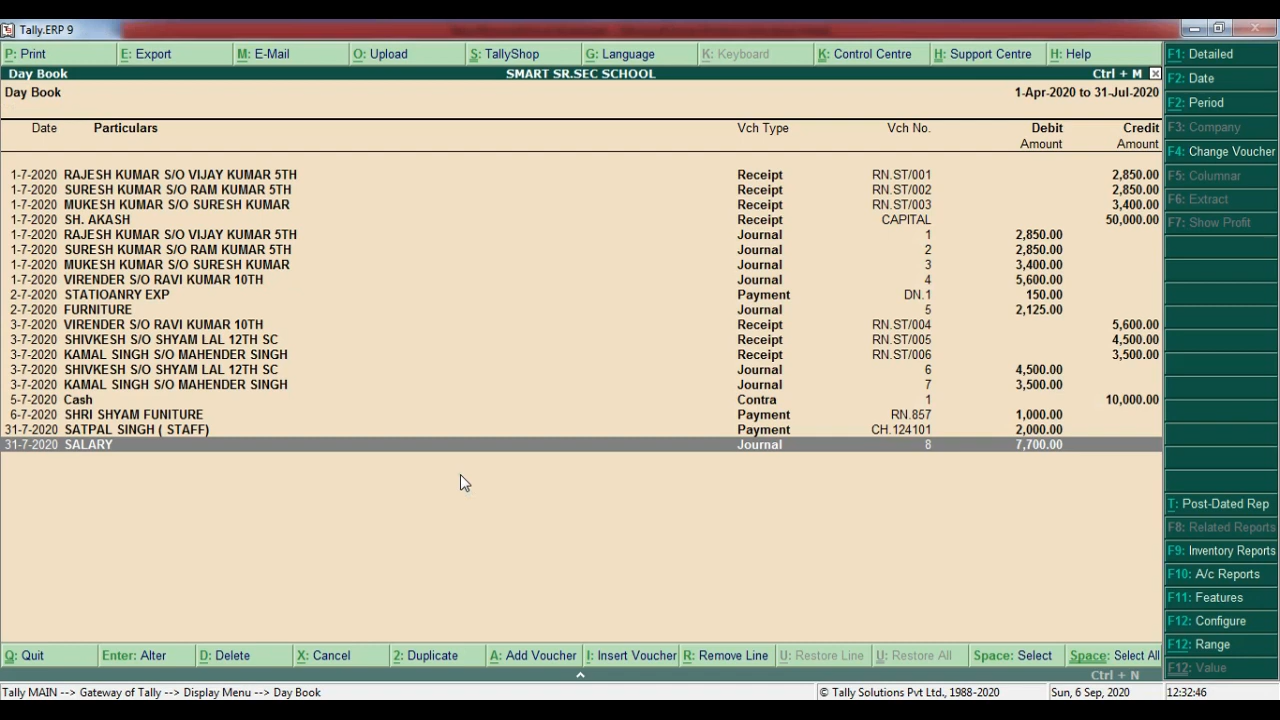 Tally.ERP 9
P: Print E: Export M: E-Mail O: Upload S: TallyShop G: Language K: Keyboard K: Control Centre H: Support Centre H: Help
Day Book SMART SR.SEC SCHOOL Ctrl + M
Day Book 1-Apr-2020 to 31-Jul-2020
Date Particulars Vch Type Vch No. Debit Credit
Amount Amount
1-7-2020 RAJESH KUMAR S/O VIJAY KUMAR 5TH Receipt RN.ST/001 2,850.00
1-7-2020 SURESH KUMAR S/O RAM KUMAR 5TH Receipt RN.ST/002 2,850.00
1-7-2020 MUKESH KUMAR S/O SURESH KUMAR Receipt RN.ST/003 3,400.00
1-7-2020 SH. AKASH Receipt CAPITAL 50,000.00
1-7-2020 RAJESH KUMAR S/O VIJAY KUMAR 5TH Journal 1 2,850.00
1-7-2020 SURESH KUMAR S/O RAM KUMAR 5TH Journal 2 2,850.00
1-7-2020 MUKESH KUMAR S/O SURESH KUMAR Journal 3 3,400.00
1-7-2020 VIRENDER S/O RAVI KUMAR 10TH Journal 4 5,600.00
2-7-2020 STATIOANRY EXP Payment DN.1 150.00
2-7-2020 FURNITURE Journal 5 2,125.00
3-7-2020 VIRENDER S/O RAVI KUMAR 10TH Receipt RN.ST/004 5,600.00
3-7-2020 SHIVKESH S/O SHYAM LAL 12TH SC Receipt RN.ST/005 4,500.00
3-7-2020 KAMAL SINGH S/O MAHENDER SINGH Receipt RN.ST/006 3,500.00
3-7-2020 SHIVKESH S/O SHYAM LAL 12TH SC Journal 6 4,500.00
3-7-2020 KAMAL SINGH S/O MAHENDER SINGH Journal 7 3,500.00
5-7-2020 Cash Contra 1 10,000.00
6-7-2020 SHRI SHYAM FUNITURE Payment RN.857 1,000.00
31-7-2020 SATPAL SINGH ( STAFF) Payment CH.124101 2,000.00
31-7-2020 SALARY Journal 8 7,700.00
F1: Detailed
F2: Date
F2: Period
F3: Company
F4: Change Voucher
F5: Columnar
F6: Extract
F7: Show Profit
T: Post-Dated Rep
F8: Related Reports
F9: Inventory Reports
F10: A/c Reports
F11: Features
F12: Configure
F12: Range
F12: Value
Q: Quit Enter: Alter D: Delete X: Cancel 2: Duplicate A: Add Voucher I: Insert Voucher R: Remove Line U: Restore Line U: Restore All Space: Select Space: Select All
Ctrl + N
Tally MAIN --> Gateway of Tally --> Display Menu --> Day Book © Tally Solutions Pvt Ltd., 1988-2020 Sun, 6 Sep, 2020 12:32:46